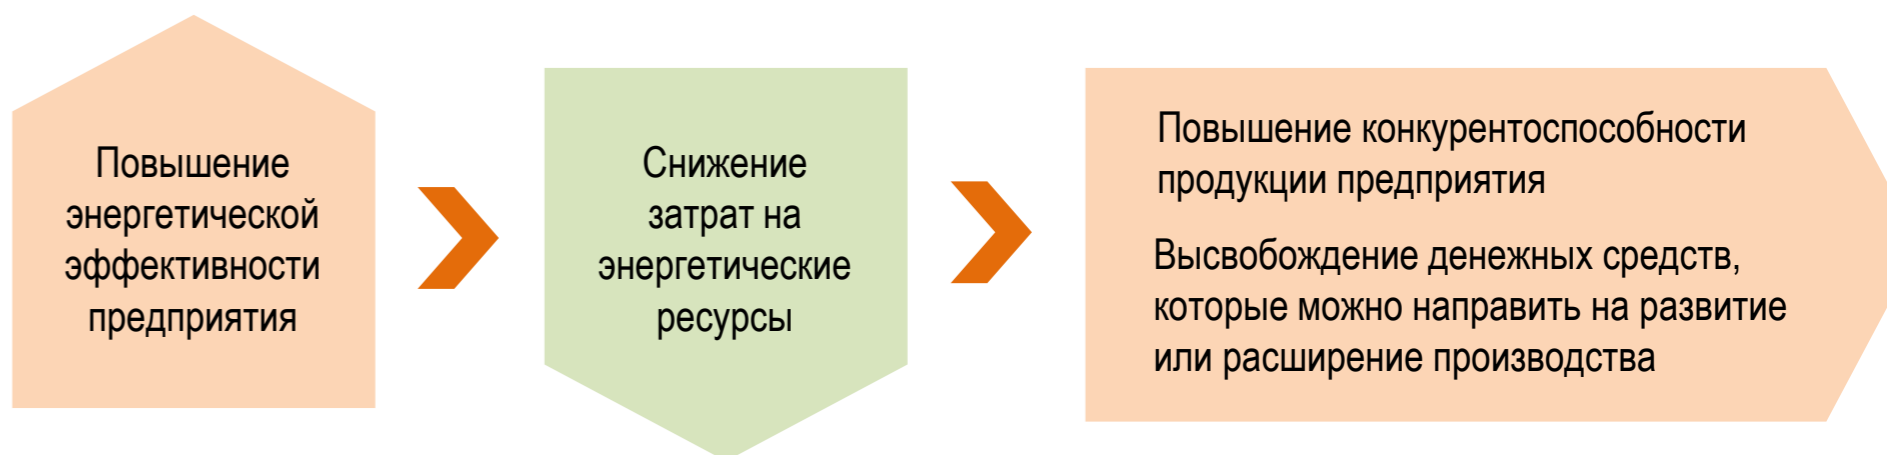 Повышение
энергетической
эффективности
предприятия
Снижение
затрат на
энергетические
ресурсы
Повышение конкурентоспособности
продукции предприятия
Высвобождение денежных средств,
которые можно направить на развитие
или расширение производства